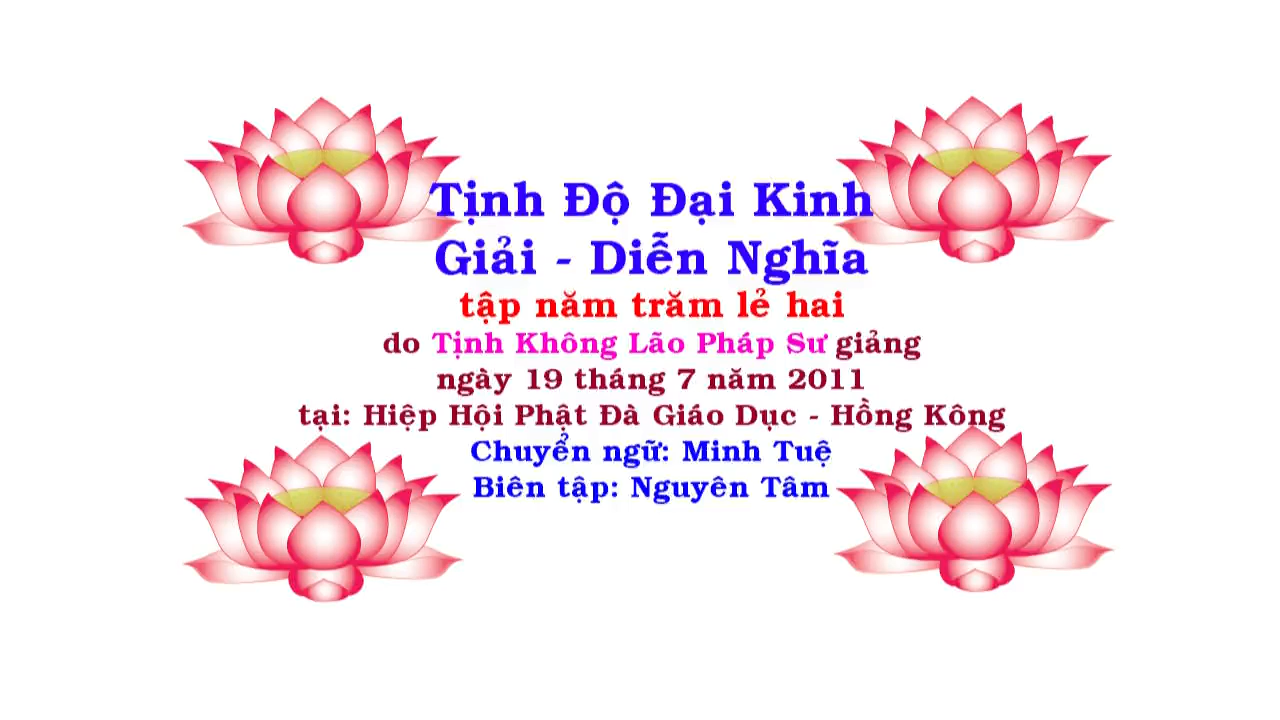 Tịnh Độ Đại Kinh
Giải - Diễn Nghĩa
tập năm trăm lẻ hai
do Tịnh Không Lão Pháp Sư giảng
ngày 19 tháng 7 năm 2011
tại: Hiệp Hội Phật Đà Giáo Dục - Hồng Kông
Chuyển ngữ: Minh Tuệ
Biên tập: Nguyên Tâm